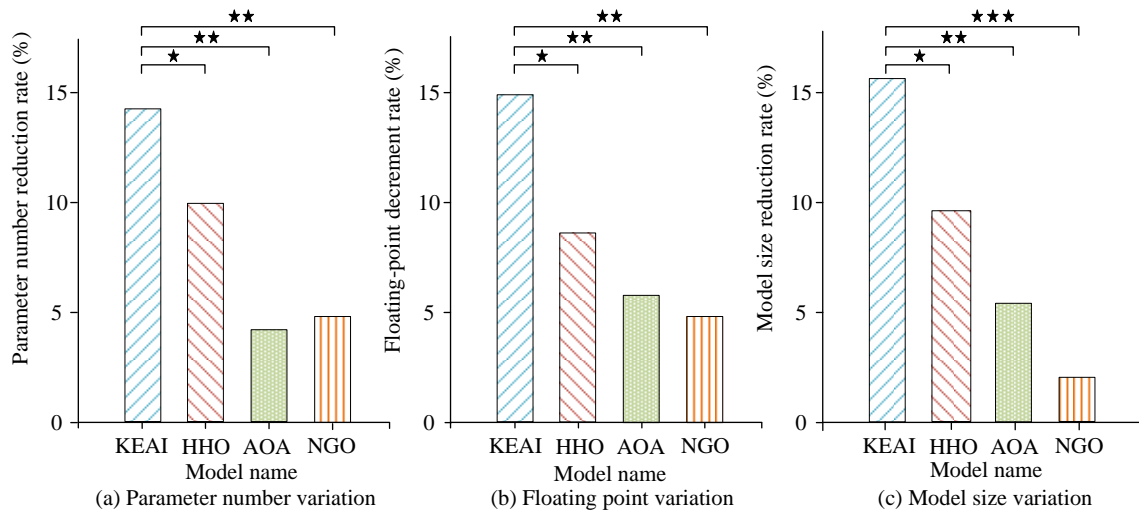 ★★
★★
★
Parameter number reduction rate (%)
15
10
5
0
KEAI HHO AOA NGO
Model name
(a) Parameter number variation
★★
★★
★
Floating-point decrement rate (%)
15
10
5
0
KEAI HHO AOA NGO
Model name
(b) Floating point variation
★★★
★★
★
Model size reduction rate (%)
15
10
5
0
KEAI HHO AOA NGO
Model name
(c) Model size variation